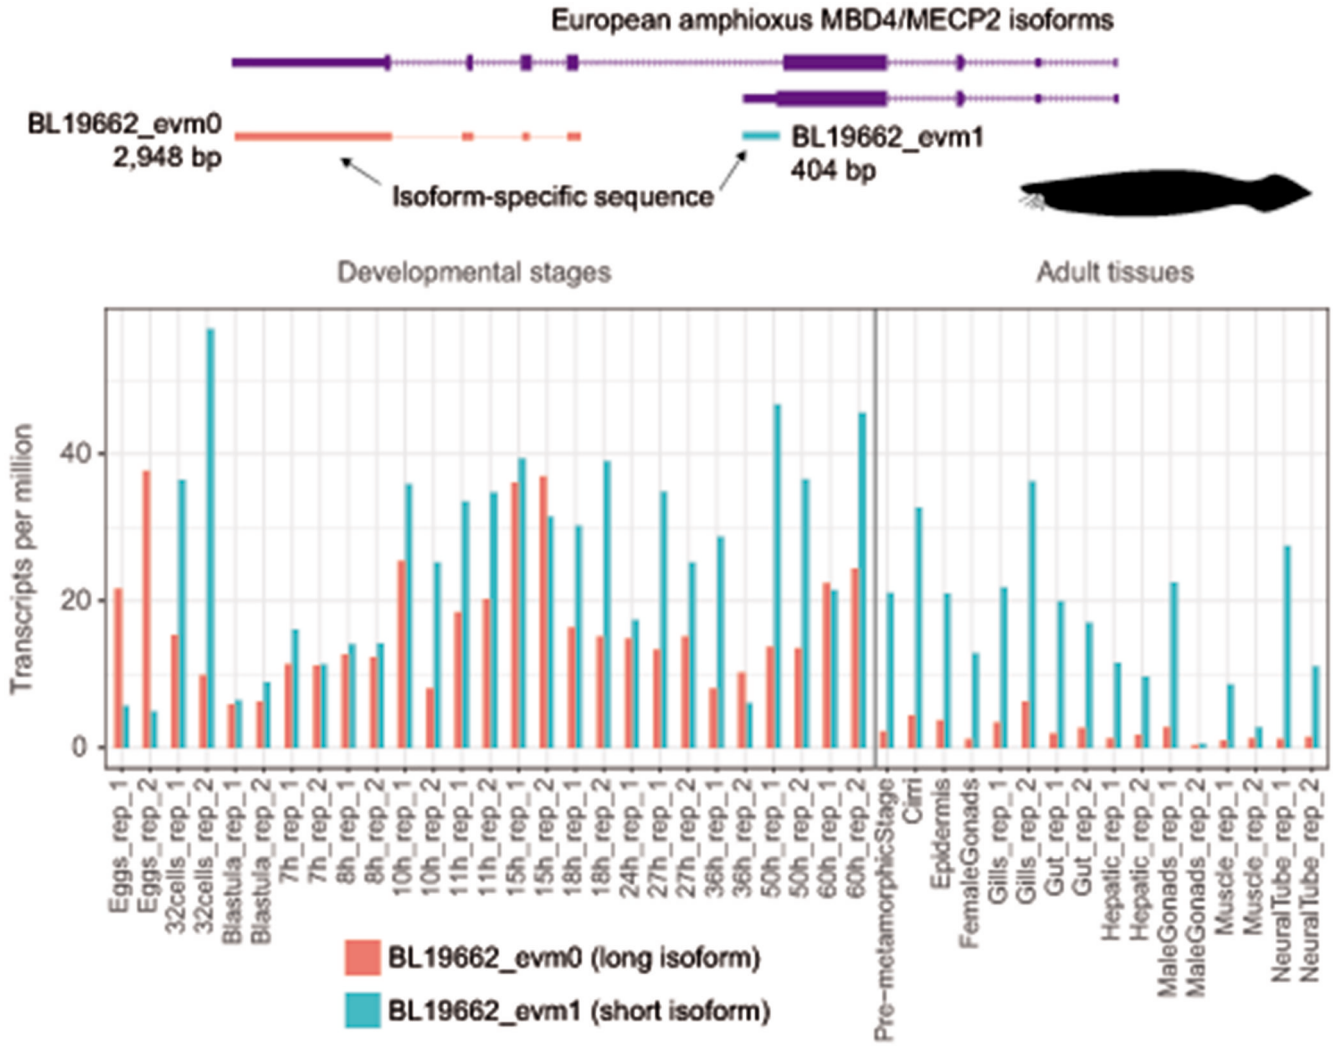 European amphioxus MBD4/MECP2 isoforms
BL19662_evm0
2,948 bp
BL19662_evm1
404 bp
Isoform-specific sequence
Developmental stages
Adult tissues
Transcripts per million
40
20
0
Eggs_rep_1
Eggs_rep_2
32cells_rep_1
32cells_rep_2
Blastula_rep_1
Blastula_rep_2
7h_rep_1
7h_rep_2
8h_rep_1
8h_rep_2
10h_rep_1
10h_rep_2
11h_rep_1
11h_rep_2
15h_rep_1
15h_rep_2
18h_rep_1
18h_rep_2
24h_rep_1
27h_rep_1
27h_rep_2
36h_rep_1
36h_rep_2
50h_rep_1
50h_rep_2
60h_rep_1
60h_rep_2
Pre-metamorphicStage
Cirri
Epidermis
FemaleGonads
Gills_rep_1
Gills_rep_2
Gut_rep_1
Gut_rep_2
Hepatic_rep_1
Hepatic_rep_2
MaleGonads_rep_1
MaleGonads_rep_2
Muscle_rep_1
Muscle_rep_2
NeuralTube_rep_1
NeuralTube_rep_2
BL19662_evm0 (long isoform)
BL19662_evm1 (short isoform)